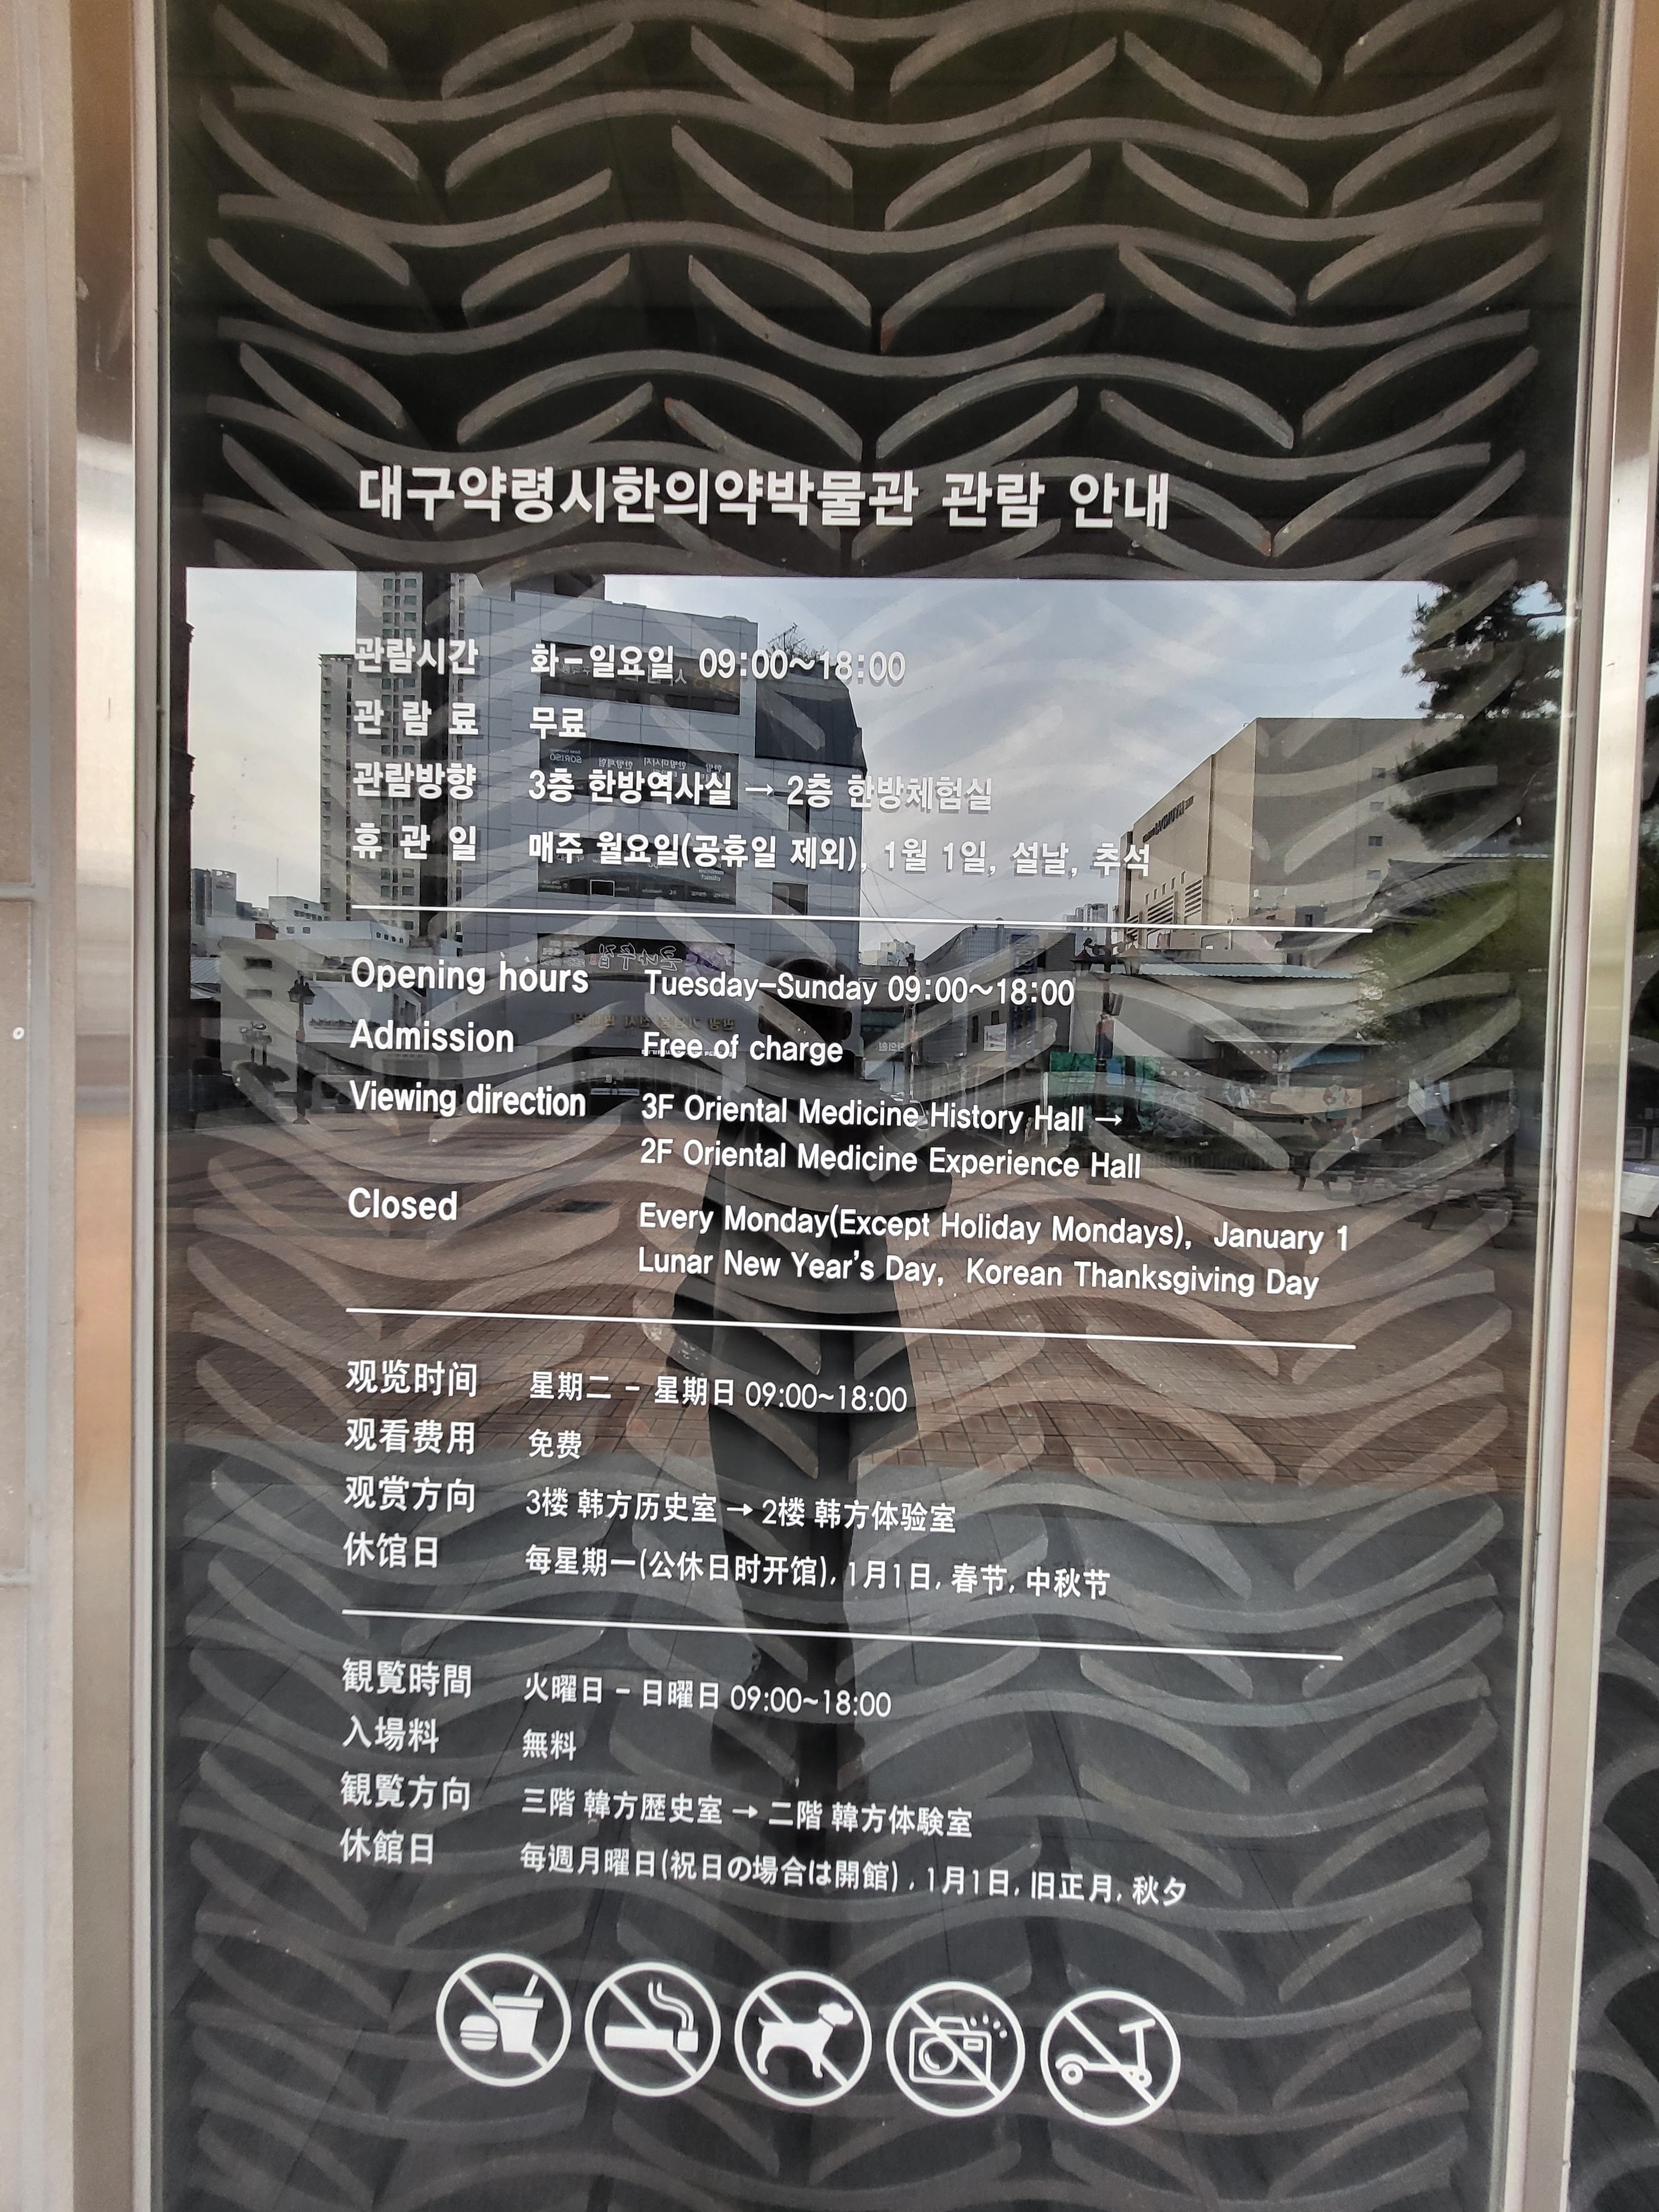 대구약령시한의약박물관 관람 안내
관람시간 화-일요일 09:00~18:00
관 람 료 무료
관람방향 3층 한방역사실 → 2층 한방체험실
휴 관 일 매주 월요일(공휴일 제외), 1월 1일, 설날, 추석
Opening hours Tuesday-Sunday 09:00~18:00
Admission Free of charge
Viewing direction 3F Oriental Medicine History Hall →
2F Oriental Medicine Experience Hall
Closed Every Monday(Except Holiday Mondays), January 1
Lunar New Year's Day, Korean Thanksgiving Day
观览时间 星期二 - 星期日 09:00~18:00
观看费用 免费
观赏方向 3楼 韩方历史室 → 2楼 韩方体验室
休馆日 每星期一(公休日时开馆), 1月1日, 春节, 中秋节
観覧時間 火曜日 - 日曜日 09:00~18:00
入場料 無料
観覧方向 三階 韓方歴史室 → 二階 韓方体験室
休館日 毎週月曜日(祝日の場合は開館), 1月1日, 旧正月, 秋夕